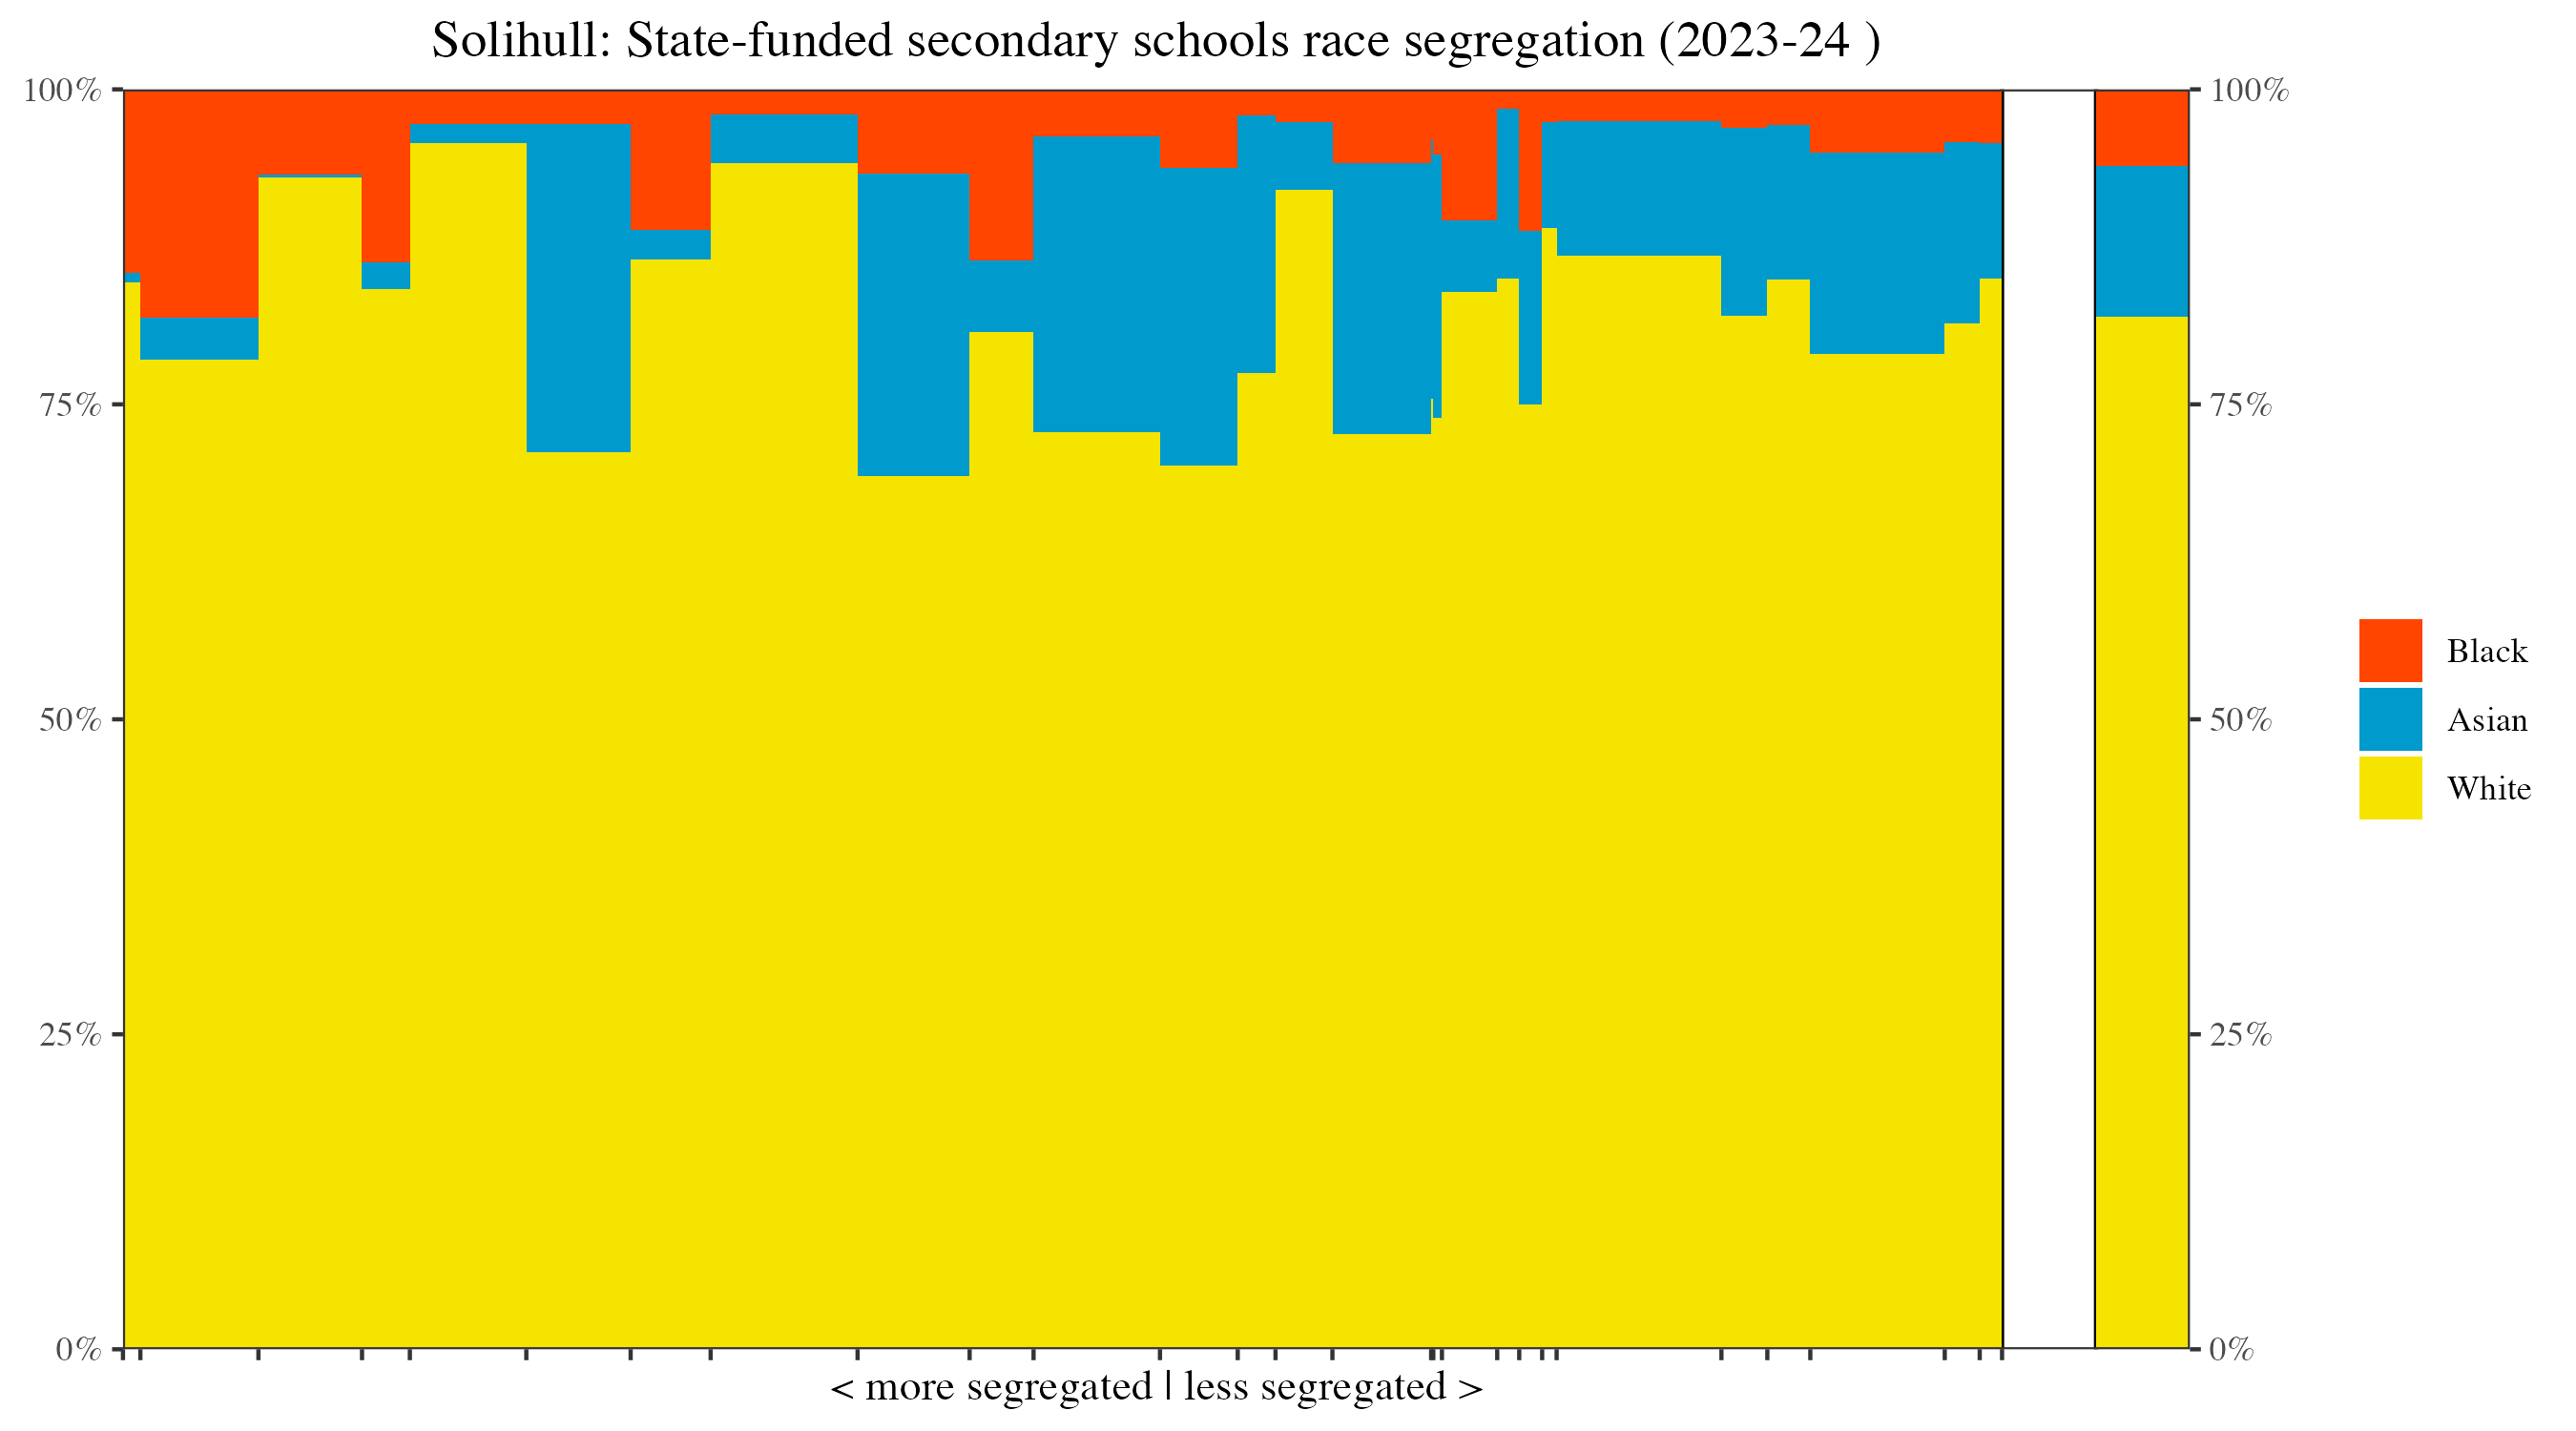 Solihull: State-funded secondary schools race segregation (2023-24 )
100%
75%
50%
25%
0%
100%
75%
50%
25%
0%
Black
Asian
White
< more segregated | less segregated >